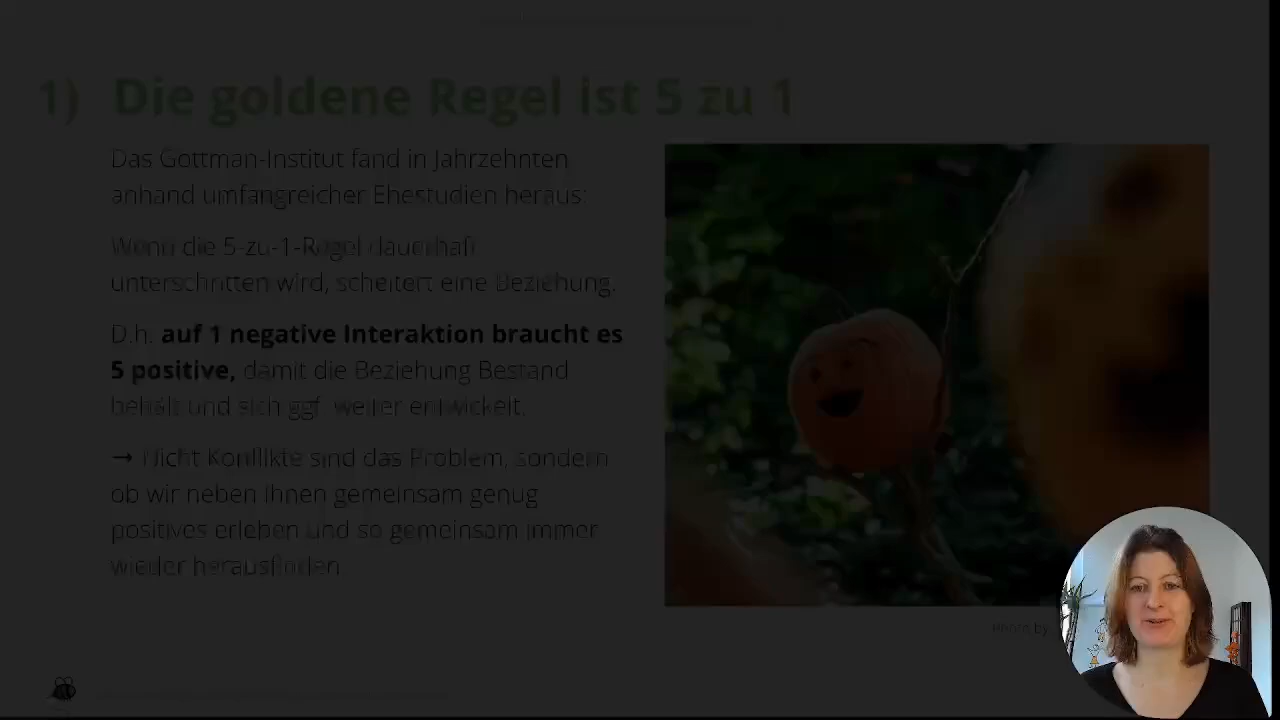 1) Die goldene Regel ist 5 zu 1
Das Gottman-Institut fand in Jahrzehnten
anhand umfangreicher Ehestudien heraus:
Wenn die 5-zu-1-Regel dauerhaft
unterschritten wird, scheitert eine Beziehung.
D.h. auf 1 negative Interaktion braucht es
5 positive, damit die Beziehung Bestand
behält und sich ggf. weiter entwickelt.
→ Nicht Konflikte sind das Problem, sondern
ob wir neben ihnen gemeinsam genug
positives erleben und so gemeinsam immer
wieder herausfinden
Photo by